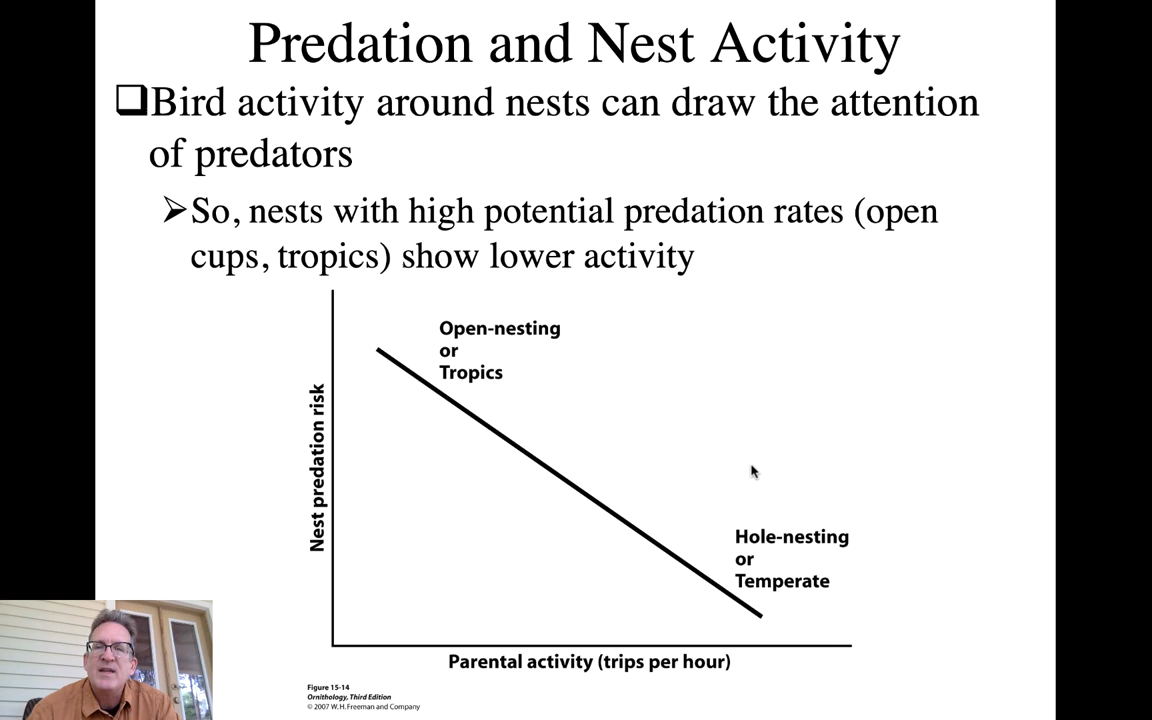 Predation and Nest Activity
❑Bird activity around nests can draw the attention
of predators
➢So, nests with high potential predation rates (open
cups, tropics) show lower activity
Open-nesting
or
Tropics
Nest predation risk
Hole-nesting
or
Temperate
Parental activity (trips per hour)
Figure 15-14
Ornithology, Third Edition
© 2007 W. H. Freeman and Company